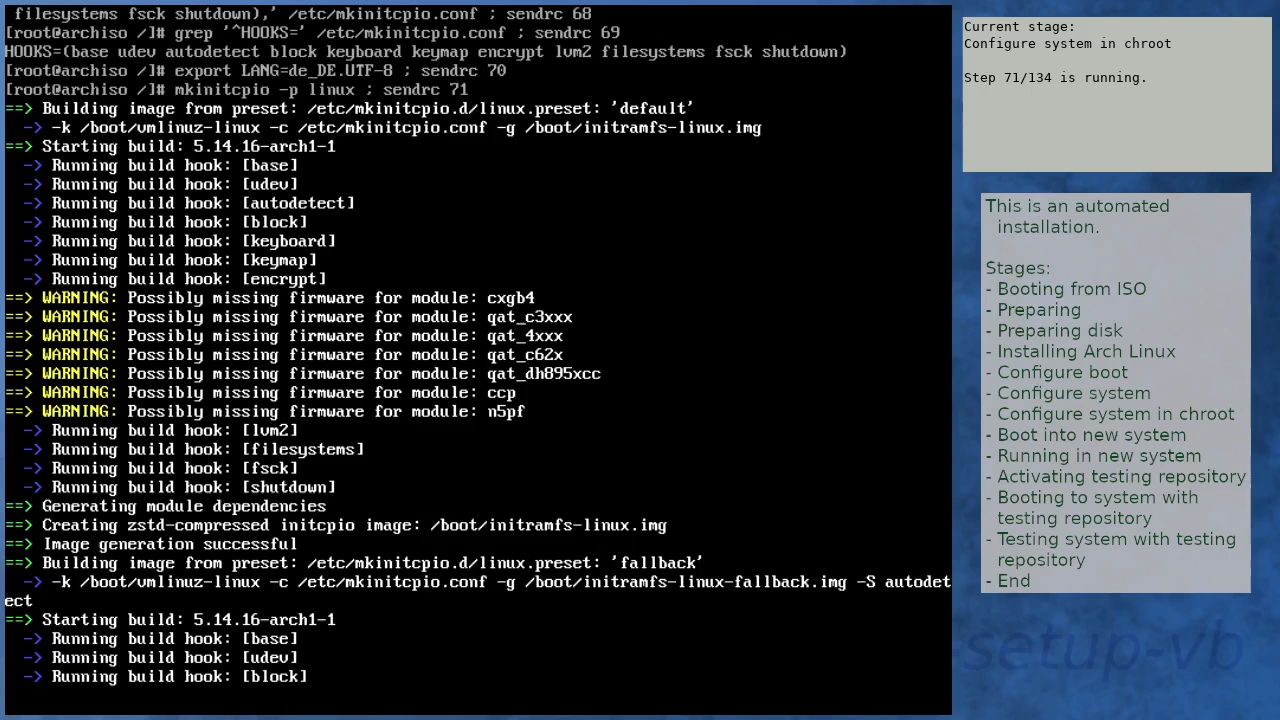 filesystems fsck shutdown),' /etc/mkinitcpio.conf ; sendrc 68
[root@archiso /]# grep '^HOOKS=' /etc/mkinitcpio.conf ; sendrc 69
HOOKS=(base udev autodetect block keyboard keymap encrypt lvm2 filesystems fsck shutdown)
[root@archiso /]# export LANG=de_DE.UTF-8 ; sendrc 70
[root@archiso /]# mkinitcpio -p linux ; sendrc 71
==> Building image from preset: /etc/mkinitcpio.d/linux.preset: 'default'
  -> -k /boot/vmlinuz-linux -c /etc/mkinitcpio.conf -g /boot/initramfs-linux.img
==> Starting build: 5.14.16-arch1-1
  -> Running build hook: [base]
  -> Running build hook: [udev]
  -> Running build hook: [autodetect]
  -> Running build hook: [block]
  -> Running build hook: [keyboard]
  -> Running build hook: [keymap]
  -> Running build hook: [encrypt]
==> WARNING: Possibly missing firmware for module: cxgb4
==> WARNING: Possibly missing firmware for module: qat_c3xxx
==> WARNING: Possibly missing firmware for module: qat_4xxx
==> WARNING: Possibly missing firmware for module: qat_c62x
==> WARNING: Possibly missing firmware for module: qat_dh895xcc
==> WARNING: Possibly missing firmware for module: ccp
==> WARNING: Possibly missing firmware for module: n5pf
  -> Running build hook: [lvm2]
  -> Running build hook: [filesystems]
  -> Running build hook: [fsck]
  -> Running build hook: [shutdown]
==> Generating module dependencies
==> Creating zstd-compressed initcpio image: /boot/initramfs-linux.img
==> Image generation successful
==> Building image from preset: /etc/mkinitcpio.d/linux.preset: 'fallback'
  -> -k /boot/vmlinuz-linux -c /etc/mkinitcpio.conf -g /boot/initramfs-linux-fallback.img -S autodet
ect
==> Starting build: 5.14.16-arch1-1
  -> Running build hook: [base]
  -> Running build hook: [udev]
  -> Running build hook: [block]
Current stage:
Configure system in chroot
Step 71/134 is running.
This is an automated
installation.
Stages:
- Booting from ISO
- Preparing
- Preparing disk
- Installing Arch Linux
- Configure boot
- Configure system
- Configure system in chroot
- Boot into new system
- Running in new system
- Activating testing repository
- Booting to system with
testing repository
- Testing system with testing
repository
- End
-setup-vb